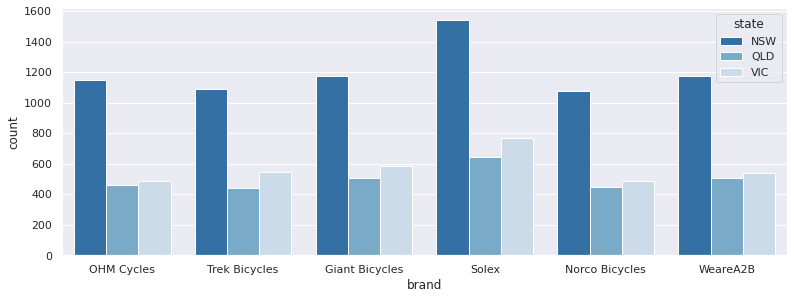 1600
1400
1200
1000
800
600
400
200
0
count
state
NSW
QLD
VIC
OHM Cycles Trek Bicycles Giant Bicycles Solex Norco Bicycles WeareA2B
brand